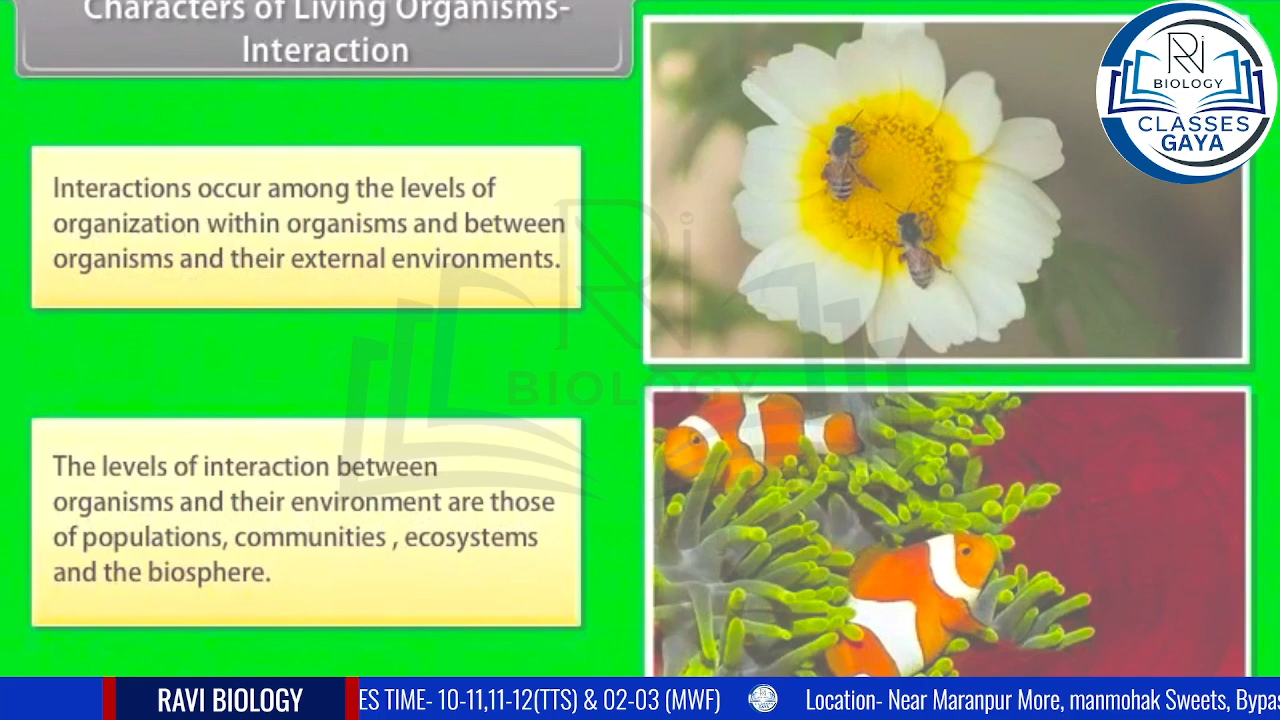 Characters of Living Organisms-
Interaction
Interactions occur among the levels of
organization within organisms and between
organisms and their external environments.
The levels of interaction between
organisms and their environment are those
of populations, communities , ecosystems
and the biosphere.
BIOLOGY
CLASSES
GAYA
BIOLOGY
RAVI BIOLOGY
ES TIME- 10-11,11-12(TTS) & 02-03 (MWF)
Location- Near Maranpur More, manmohak Sweets, Bypas